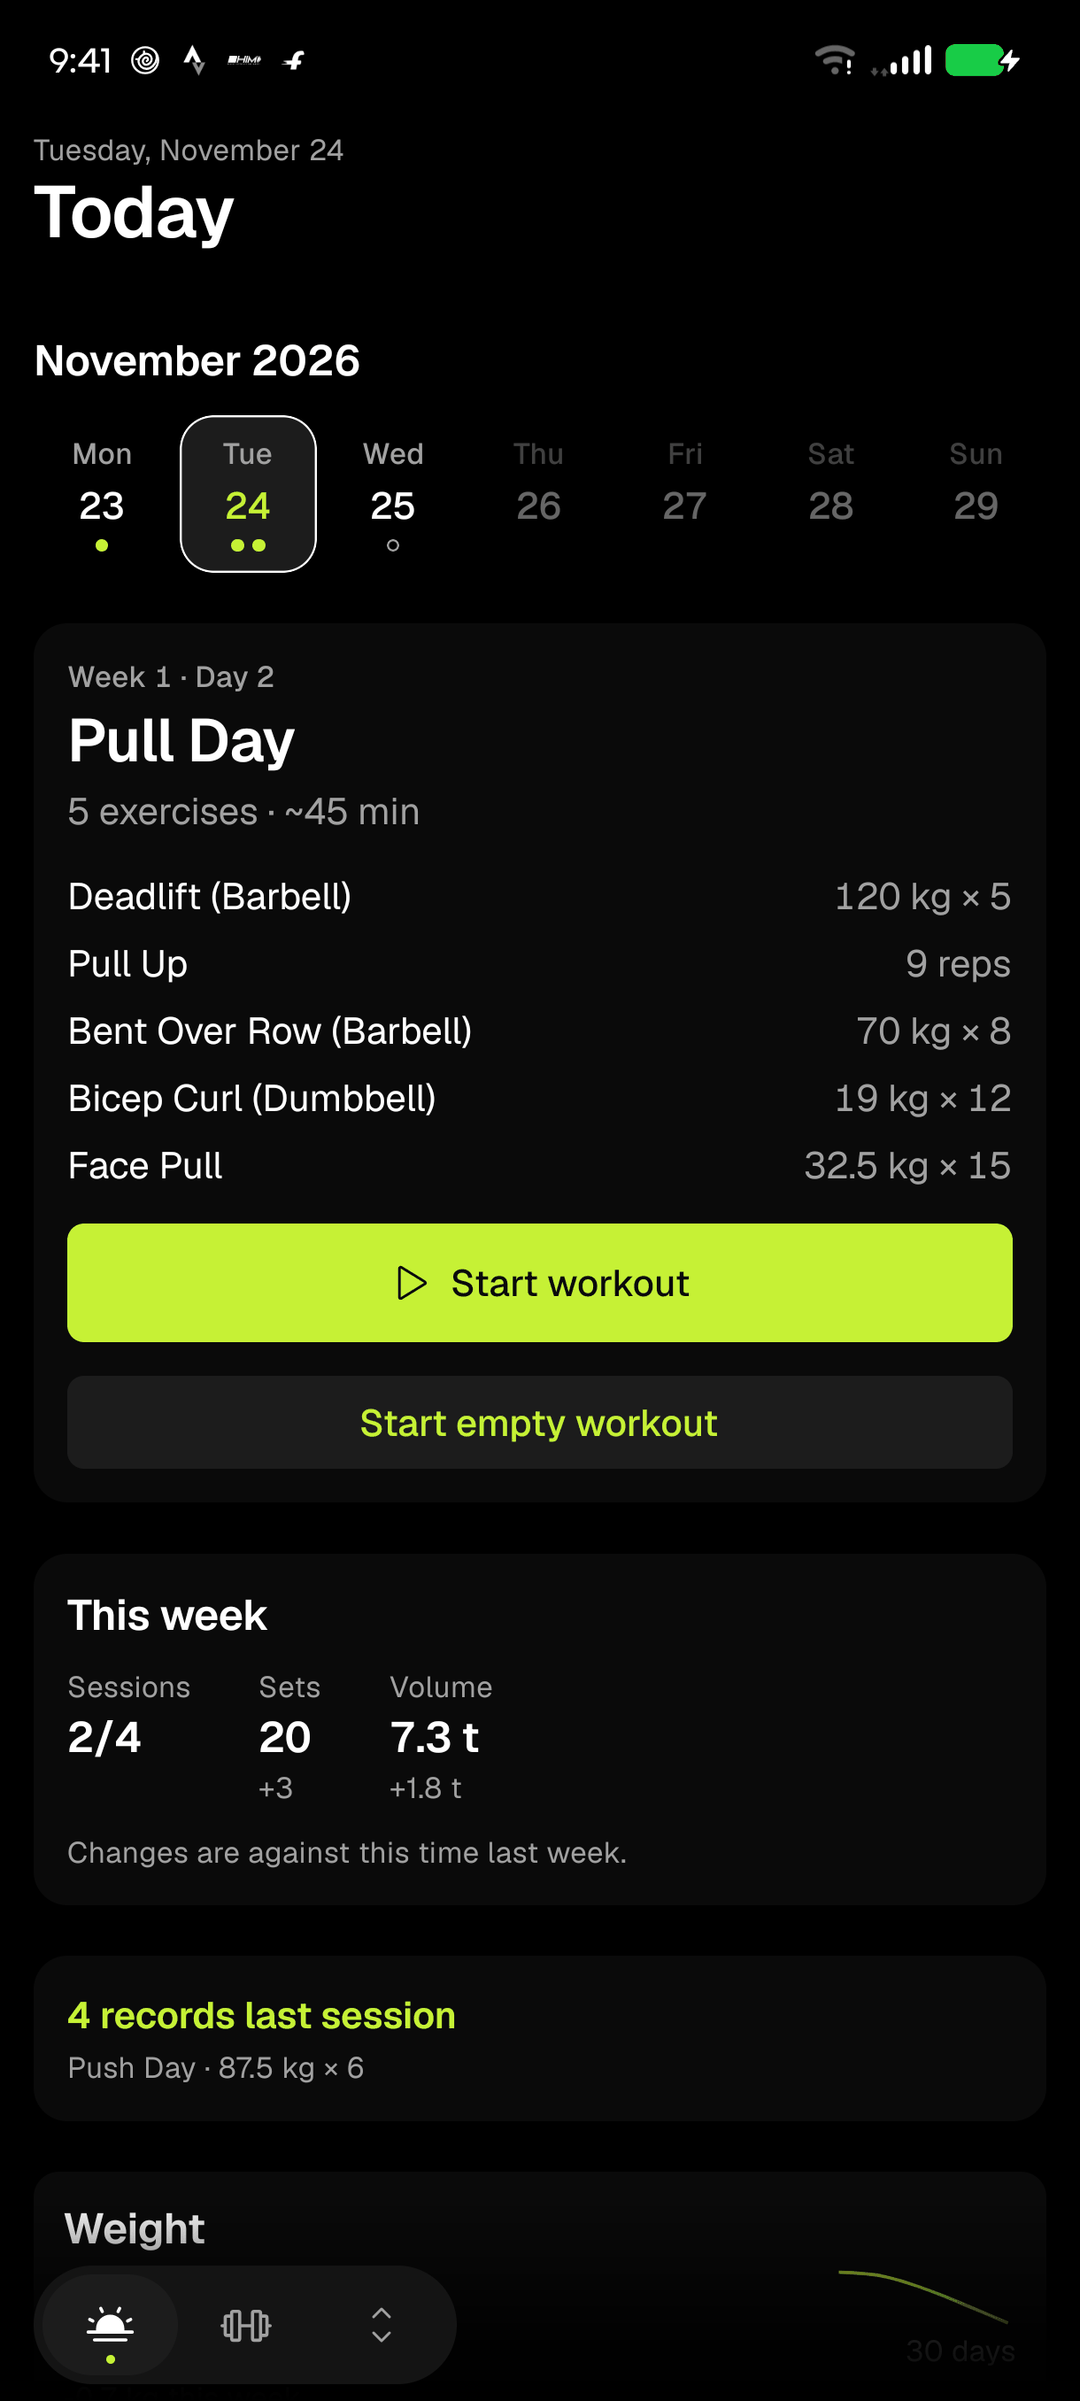 9:41
Tuesday, November 24
Today
November 2026
Mon Tue Wed Thu Fri Sat Sun
23 24 25 26 27 28 29
Week 1 · Day 2
Pull Day
5 exercises · ~45 min
Deadlift (Barbell) 120 kg × 5
Pull Up 9 reps
Bent Over Row (Barbell) 70 kg × 8
Bicep Curl (Dumbbell) 19 kg × 12
Face Pull 32.5 kg × 15
Start workout
Start empty workout
This week
Sessions Sets Volume
2/4 20 7.3 t
+3 +1.8 t
Changes are against this time last week.
4 records last session
Push Day · 87.5 kg × 6
Weight
30 days